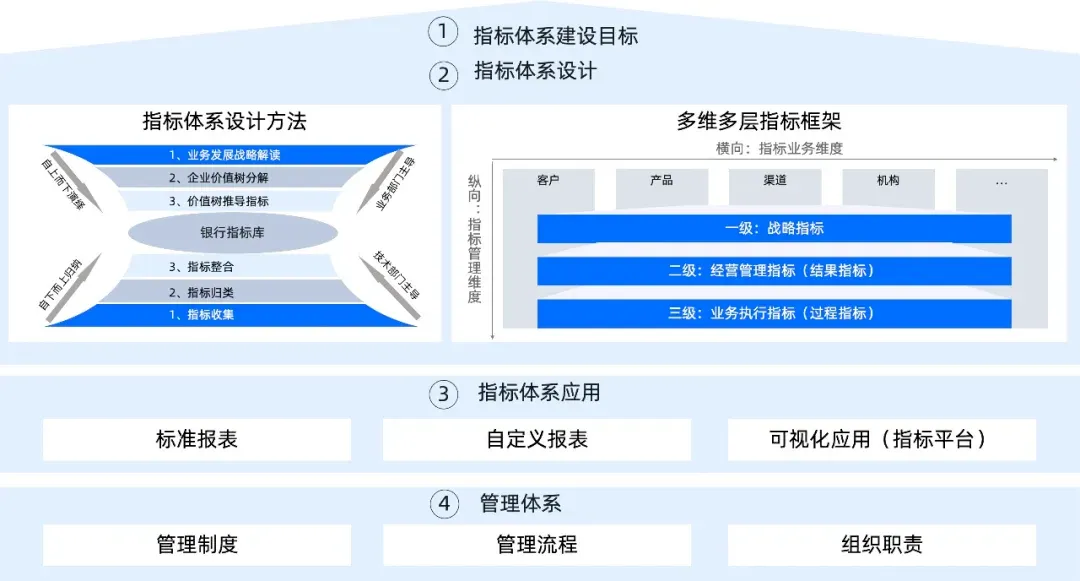 ① 指标体系建设目标
② 指标体系设计
指标体系设计方法
自上而下演绎
业务部门主导
1、业务发展战略解读
2、企业价值树分解
3、价值树推导指标
银行指标库
3、指标整合
2、指标归类
1、指标收集
自下而上归纳
技术部门主导
多维多层指标框架
横向：指标业务维度
纵向：指标管理维度
客户
产品
渠道
机构
...
一级：战略指标
二级：经营管理指标（结果指标）
三级：业务执行指标（过程指标）
③ 指标体系应用
标准报表
自定义报表
可视化应用（指标平台）
④ 管理体系
管理制度
管理流程
组织职责